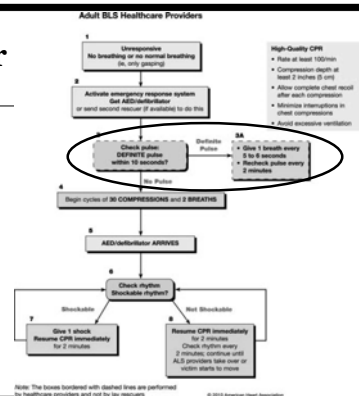 Adult BLS Healthcare Providers
r
1
Unresponsive
No breathing or no normal breathing
(ie, only gasping)
High-Quality CPR
• Rate at least 100/min
• Compression depth at
least 2 inches (5 cm)
• Allow complete chest recoil
after each compression
• Minimize interruptions in
chest compressions
• Avoid excessive ventilation
2
Activate emergency response system
Get AED/defibrillator
or send second rescuer (if available) to do this
3
Check pulse:
DEFINITE pulse
within 10 seconds?
Definite
Pulse
3A
• Give 1 breath every
5 to 6 seconds
• Recheck pulse every
2 minutes
No Pulse
4
Begin cycles of 30 COMPRESSIONS and 2 BREATHS
5
AED/defibrillator ARRIVES
6
Check rhythm
Shockable rhythm?
Shockable
Not Shockable
7
Give 1 shock
Resume CPR immediately
for 2 minutes
8
Resume CPR immediately
for 2 minutes
Check rhythm every
2 minutes; continue until
ALS providers take over or
victim starts to move
Note: The boxes bordered with dashed lines are performed
by healthcare providers and not by lay rescuers
© 2010 American Heart Association